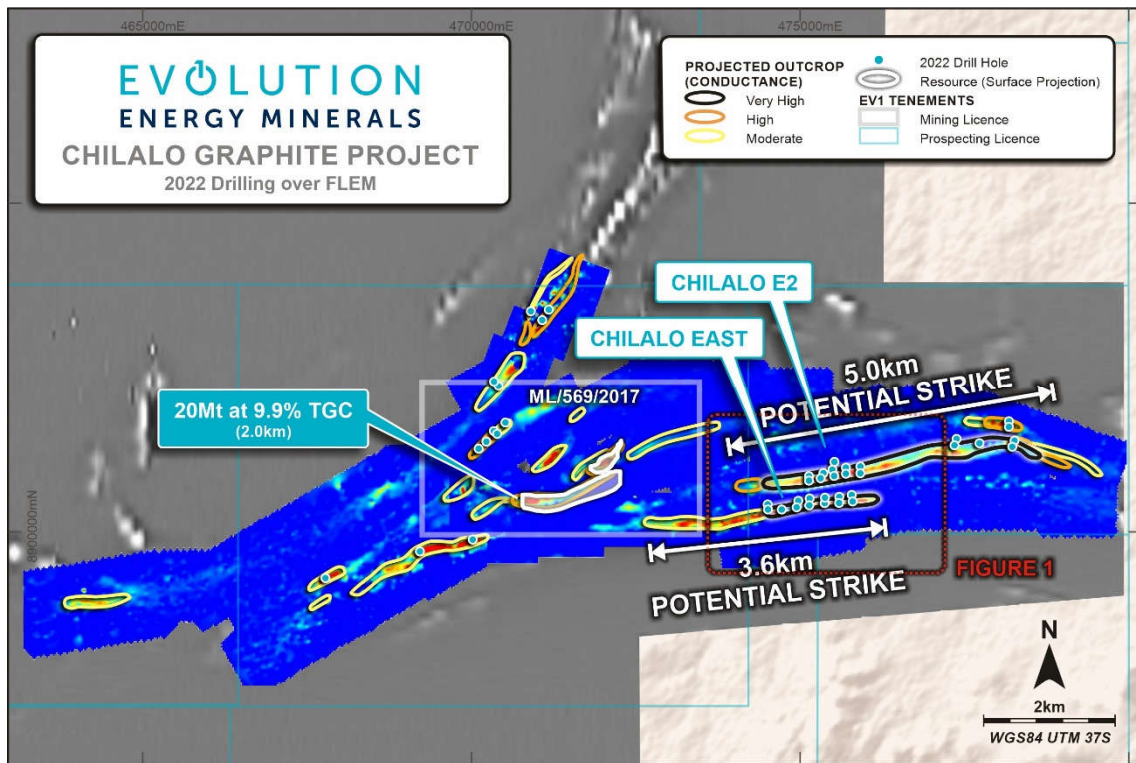 465000mE
470000mE
475000mE
EVOLUTION
ENERGY MINERALS
CHILALO GRAPHITE PROJECT
2022 Drilling over FLEM
PROJECTED OUTCROP
(CONDUCTANCE)
Very High
High
Moderate
2022 Drill Hole
Resource (Surface Projection)
EV1 TENEMENTS
Mining Licence
Prospecting Licence
CHILALO E2
CHILALO EAST
5.0km
POTENTIAL STRIKE
ML/569/2017
20Mt at 9.9% TGC
(2.0km)
8900000mN
3.6km
POTENTIAL STRIKE
FIGURE 1
N
2km
WGS84 UTM 37S